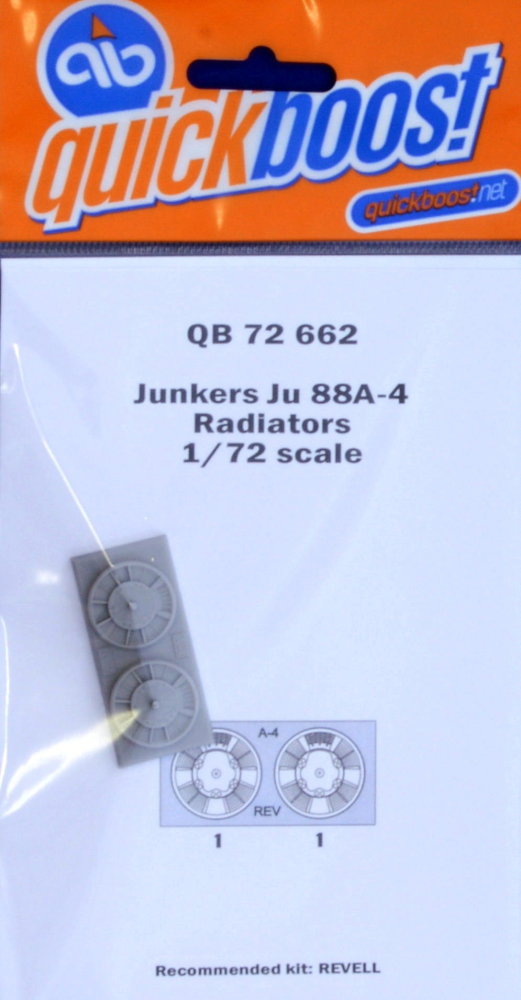 qb
quickboost
quickboost.net
QB 72 662
Junkers Ju 88A-4
Radiators
1/72 scale
A-4
REV
1 1
Recommended kit: REVELL